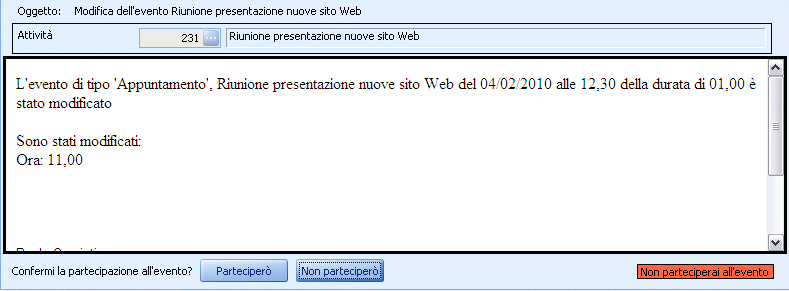 Oggetto: Modifica dell'evento Riunione presentazione nuove sito Web
Attività 231 ... Riunione presentazione nuove sito Web
L'evento di tipo 'Appuntamento', Riunione presentazione nuove sito Web del 04/02/2010 alle 12,30 della durata di 01,00 è
stato modificato
Sono stati modificati:
Ora: 11,00
Confermi la partecipazione all'evento? Parteciperò Non parteciperò Non parteciperai all'evento